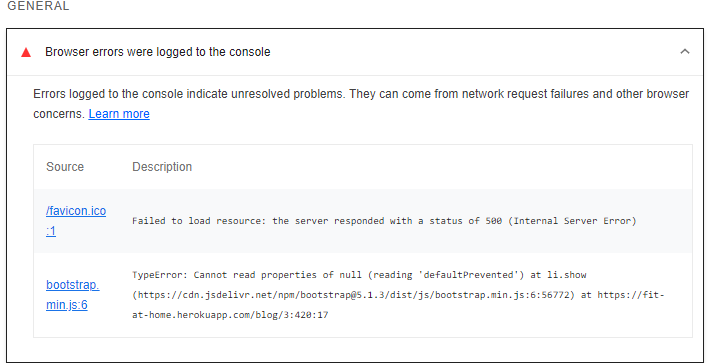 GENERAL
Browser errors were logged to the console
Errors logged to the console indicate unresolved problems. They can come from network request failures and other browser
concerns. Learn more
Source Description
/favicon.ico
:1
Failed to load resource: the server responded with a status of 500 (Internal Server Error)
bootstrap.
min.js:6
TypeError: Cannot read properties of null (reading 'defaultPrevented') at li.show
(https://cdn.jsdelivr.net/npm/bootstrap@5.1.3/dist/js/bootstrap.min.js:6:56772) at https://fit-
at-home.herokuapp.com/blog/3:420:17